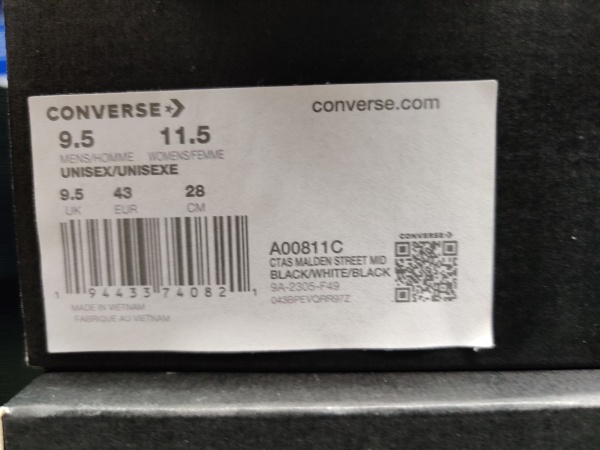 CONVERSE
converse.com
9.5 11.5
MENS/HOMME WOMENS/FEMME
UNISEX/UNISEXE
9.5 43 28
UK EUR CM
1 94433 74082 1
MADE IN VIETNAM
FABRIQUE AU VIETNAM
CONVERSE
A00811C
CTAS MALDEN STREET MID
BLACK/WHITE/BLACK
9A-2305-F49
043BPEVQRR97Z